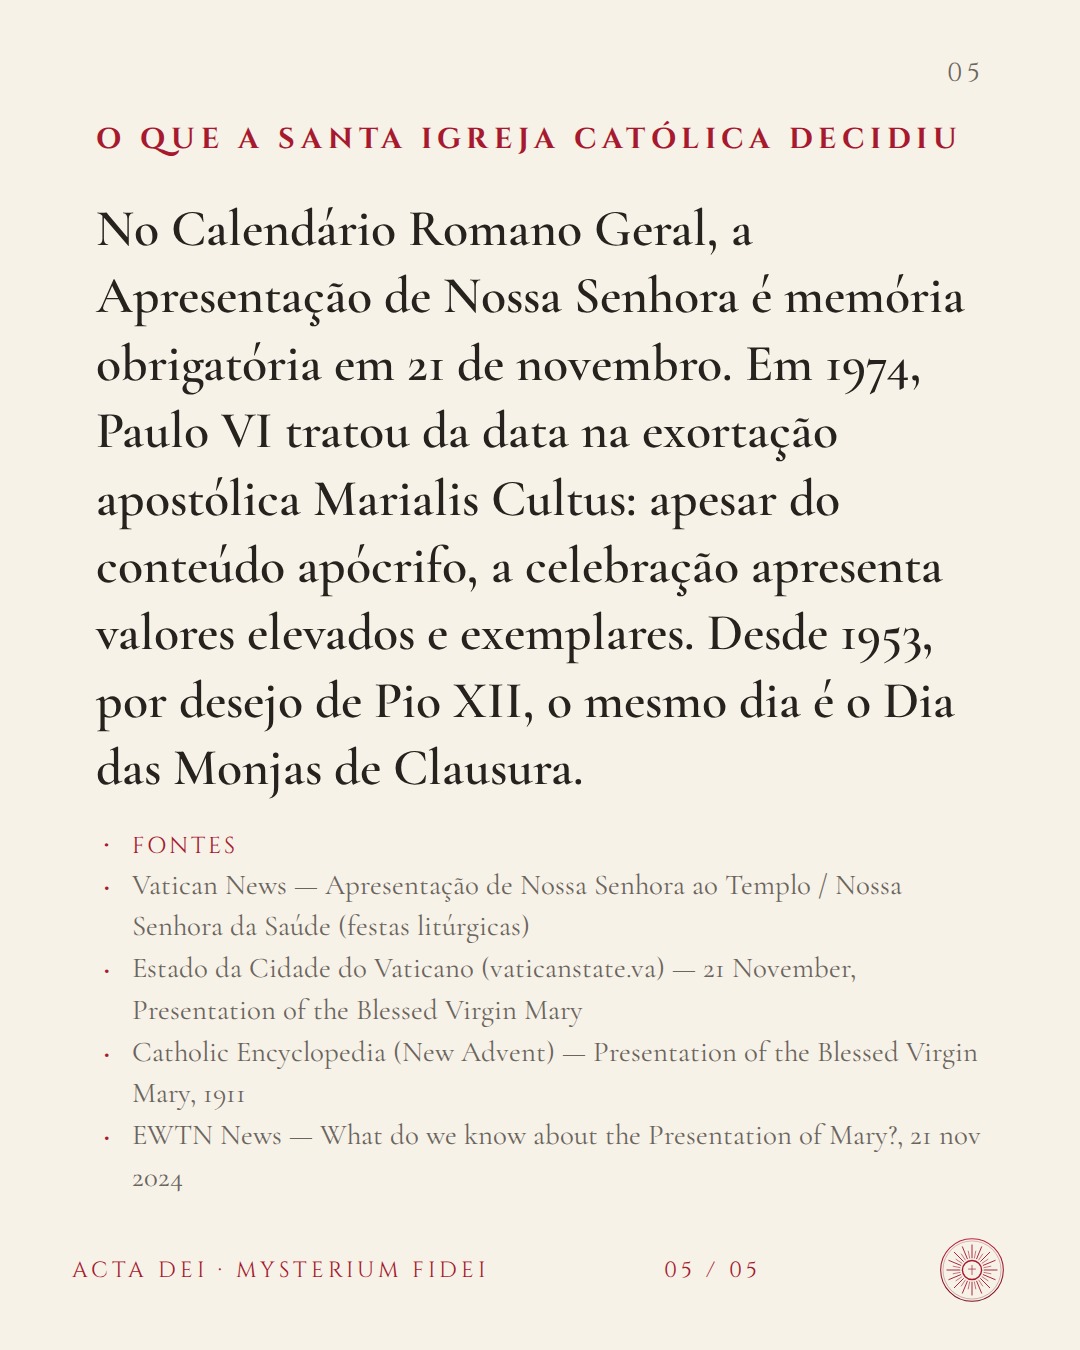 05
O QUE A SANTA IGREJA CATÓLICA DECIDIU
No Calendário Romano Geral, a
Apresentação de Nossa Senhora é memória
obrigatória em 21 de novembro. Em 1974,
Paulo VI tratou da data na exortação
apostólica Marialis Cultus: apesar do
conteúdo apócrifo, a celebração apresenta
valores elevados e exemplares. Desde 1953,
por desejo de Pio XII, o mesmo dia é o Dia
das Monjas de Clausura.
· FONTES
· Vatican News — Apresentação de Nossa Senhora ao Templo / Nossa
Senhora da Saúde (festas litúrgicas)
· Estado da Cidade do Vaticano (vaticanstate.va) — 21 November,
Presentation of the Blessed Virgin Mary
· Catholic Encyclopedia (New Advent) — Presentation of the Blessed Virgin
Mary, 1911
· EWTN News — What do we know about the Presentation of Mary?, 21 nov
2024
ACTA DEI · MYSTERIUM FIDEI
05 / 05